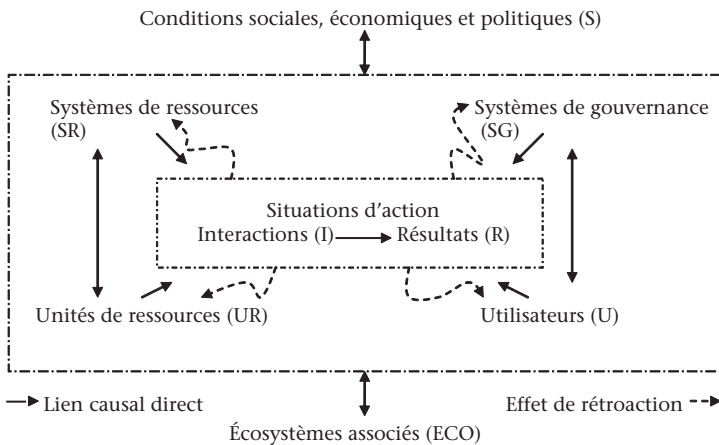 Conditions sociales, économiques et politiques (S)
Systèmes de ressources
(SR)
Systèmes de gouvernance
(SG)
Situations d'action
Interactions (I)
Résultats (R)
Unités de ressources (UR)
Utilisateurs (U)
Lien causal direct
Effet de rétroaction
Écosystèmes associés (ECO)